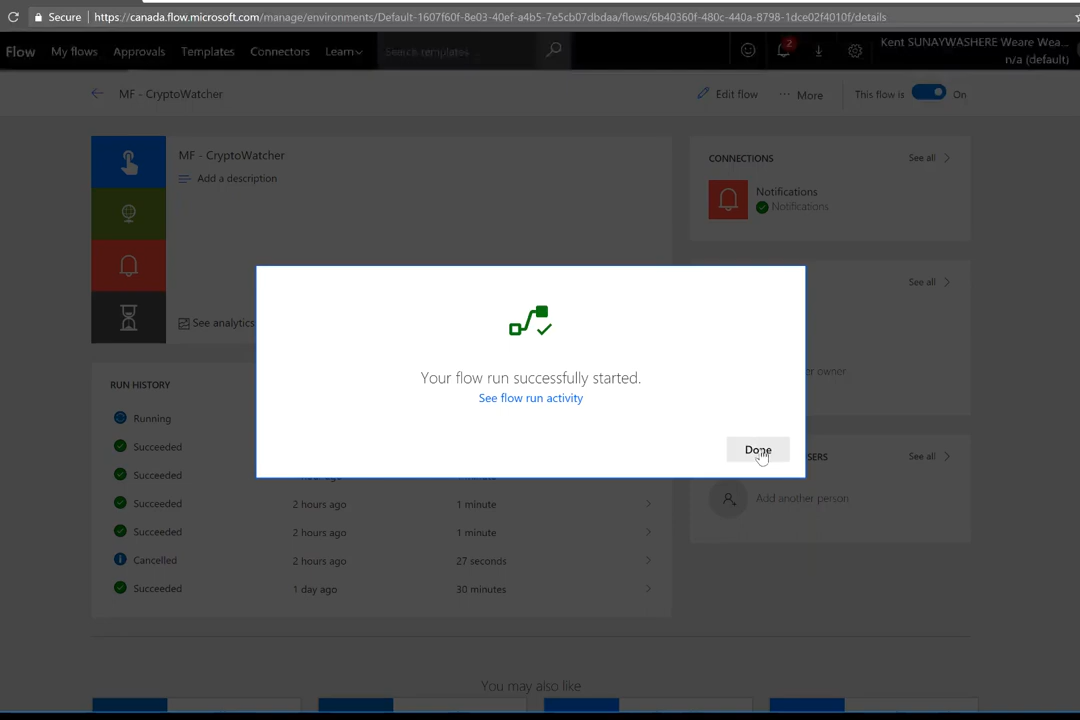 Secure https://canada.flow.microsoft.com/manage/environments/Default-1607f60f-8e03-40ef-a4b5-7e5cb07dbdaa/flows/6b40360f-480c-440a-8798-1dce02f4010f/details
Flow My flows Approvals Templates Connectors Learn Search templates 2 Kent SUNAYWASHERE Weare Wea...
n/a (default)
MF - CryptoWatcher Edit flow ... More This flow is On
MF - CryptoWatcher
Add a description
See analytics
CONNECTIONS See all
Notifications
Notifications
See all
owner
See all
Add another person
Your flow run successfully started.
See flow run activity
Done
RUN HISTORY
Running
Succeeded
Succeeded
Succeeded 2 hours ago 1 minute
Succeeded 2 hours ago 1 minute
Cancelled 2 hours ago 27 seconds
Succeeded 1 day ago 30 minutes
You may also like